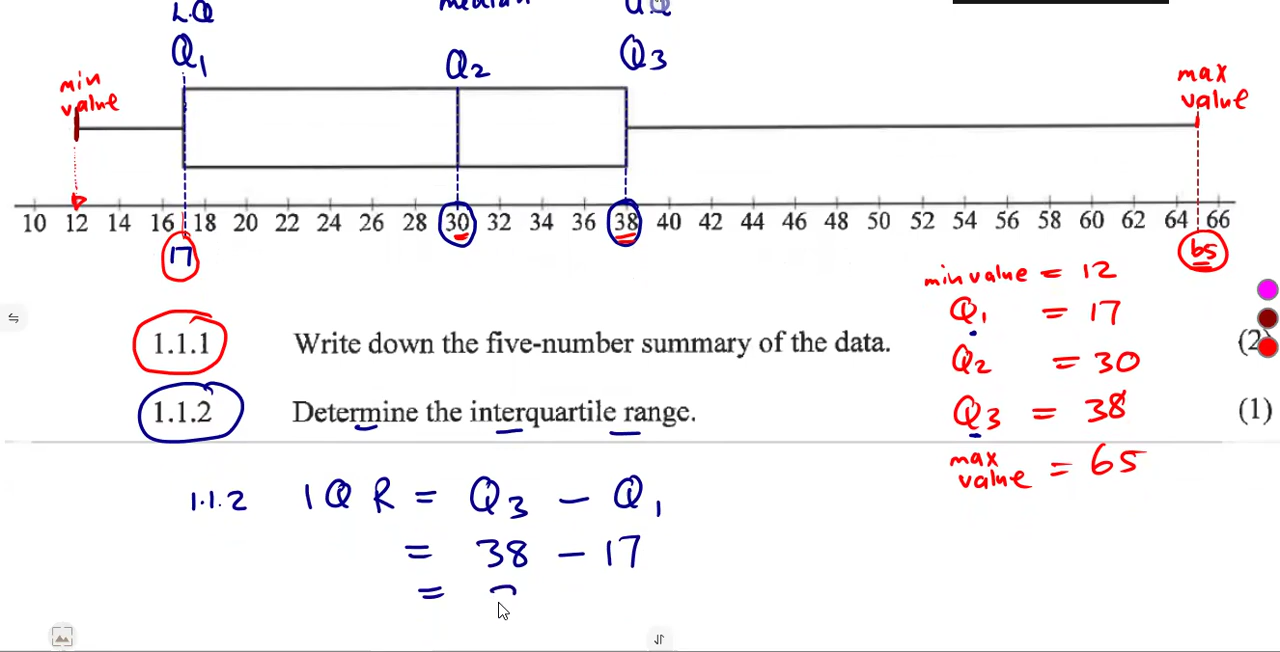 L.Q
median
UQ
Q1
Q2
Q3
min
value
max
value
10 12 14 16 18 20 22 24 26 28 30 32 34 36 38 40 42 44 46 48 50 52 54 56 58 60 62 64 66
17
65
min value = 12
Q1 = 17
1.1.1 Write down the five-number summary of the data. (2)
Q2 = 30
1.1.2 Determine the interquartile range. (1)
Q3 = 38
max
value = 65
1.1.2 IQR = Q3 - Q1
= 38 - 17
=